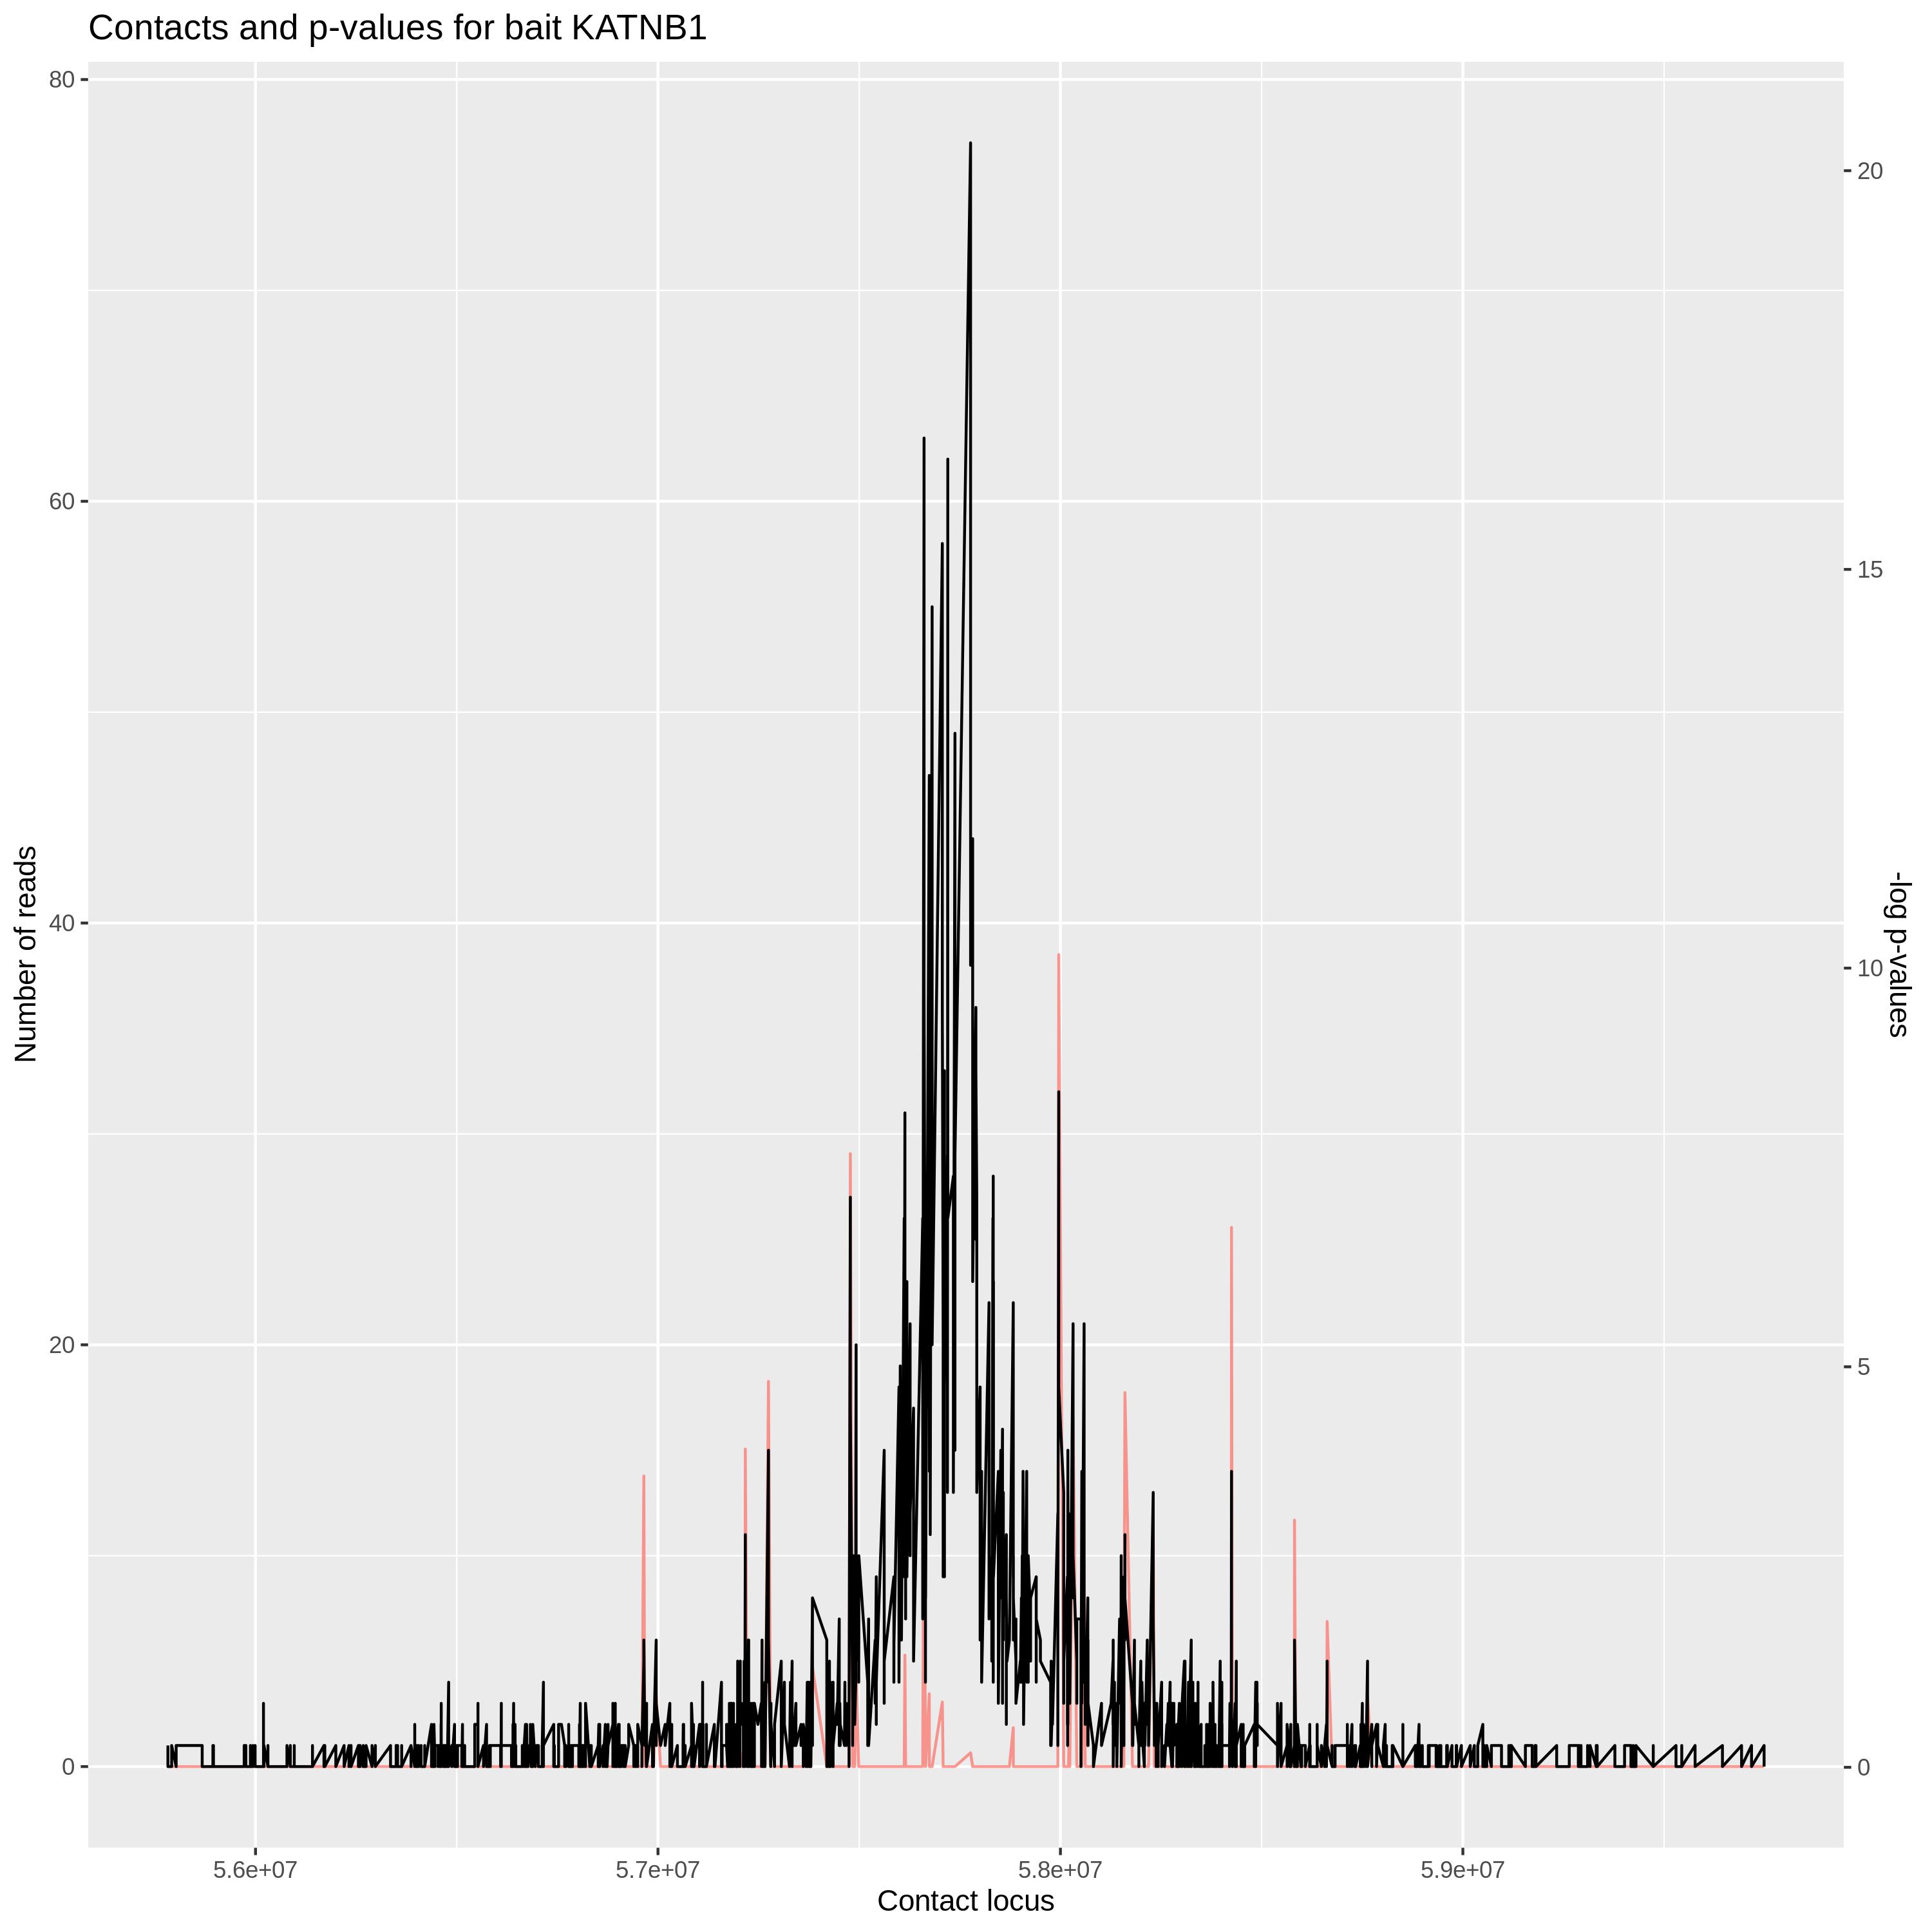 Contacts and p-values for bait KATNB1
80
60
40
20
0
Number of reads
20
15
10
5
0
-log p-values
5.6e+07
5.7e+07
5.8e+07
5.9e+07
Contact locus